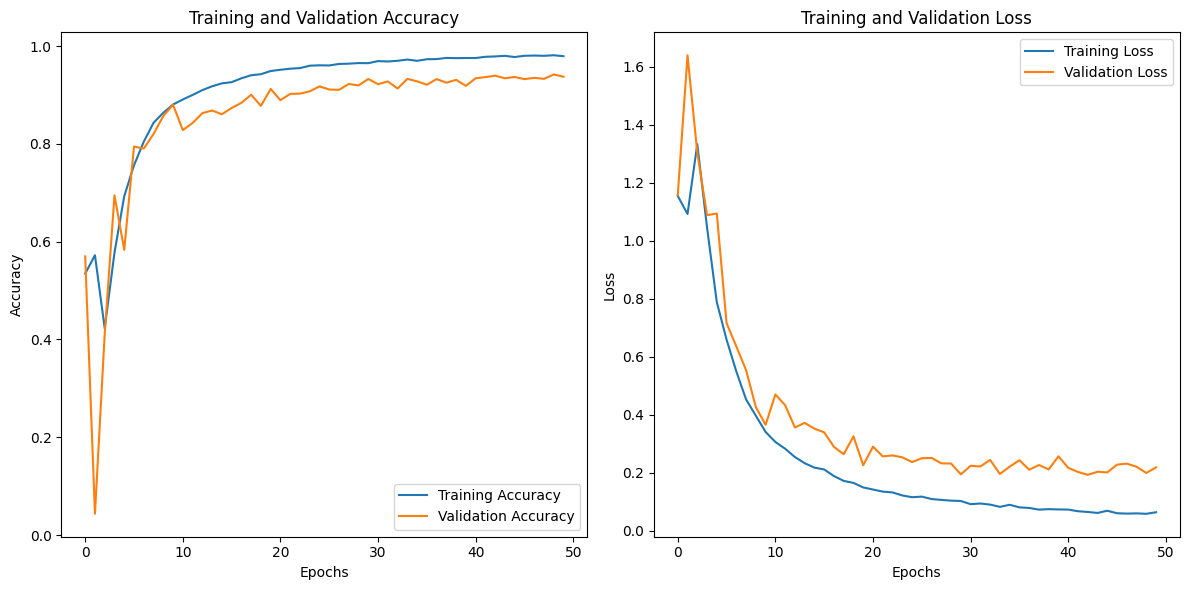 Training and Validation Accuracy
1.0
0.8
0.6
0.4
0.2
0.0
Accuracy
0 10 20 30 40 50
Epochs
Training Accuracy
Validation Accuracy
Training and Validation Loss
1.6
1.4
1.2
1.0
0.8
0.6
0.4
0.2
0.0
Loss
0 10 20 30 40 50
Epochs
Training Loss
Validation Loss